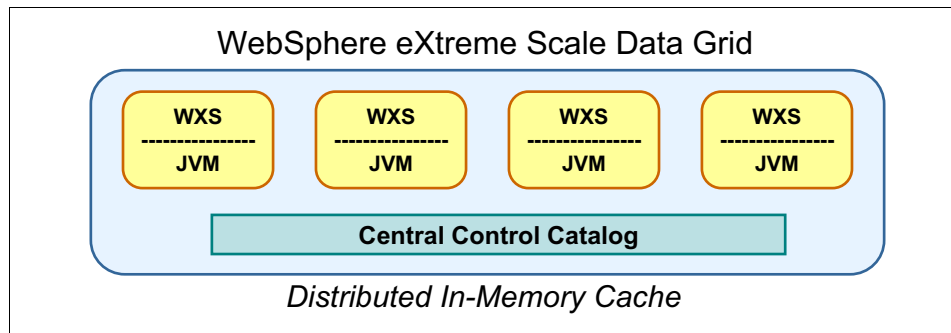 WebSphere eXtreme Scale Data Grid
WXS WXS WXS WXS
---------------- ---------------- ---------------- ----------------
JVM JVM JVM JVM
Central Control Catalog
Distributed In-Memory Cache